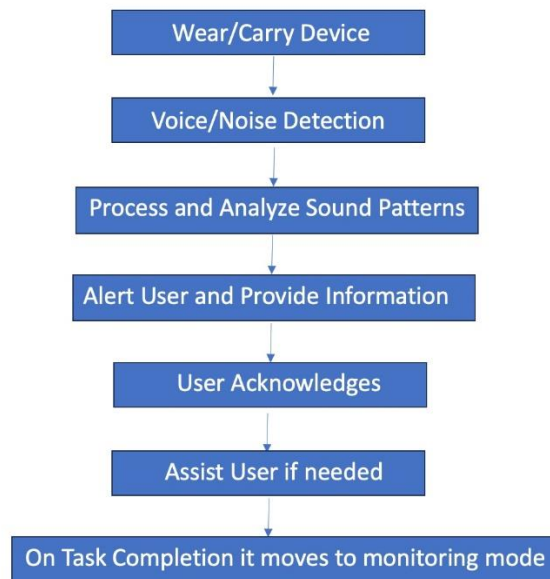 Wear/Carry Device
Voice/Noise Detection
Process and Analyze Sound Patterns
Alert User and Provide Information
User Acknowledges
Assist User if needed
On Task Completion it moves to monitoring mode